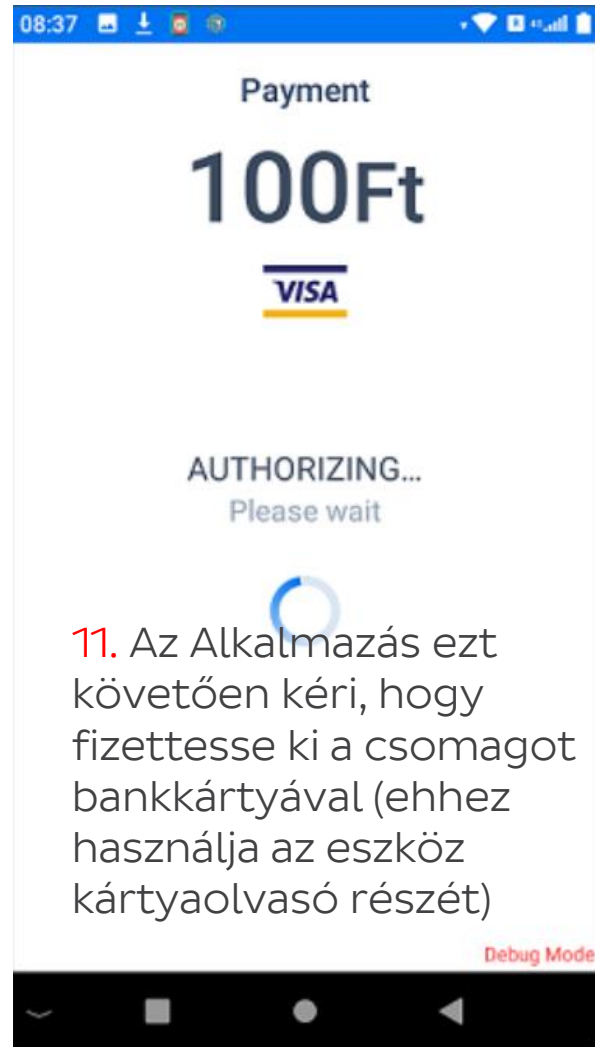 08:37
Payment
100Ft
VISA
AUTHORIZING...
Please wait
11. Az Alkalmazás ezt
követően kéri, hogy
fizettesse ki a csomagot
bankkártyával (ehhez
használja az eszköz
kártyaolvasó részét)
Debug Mode